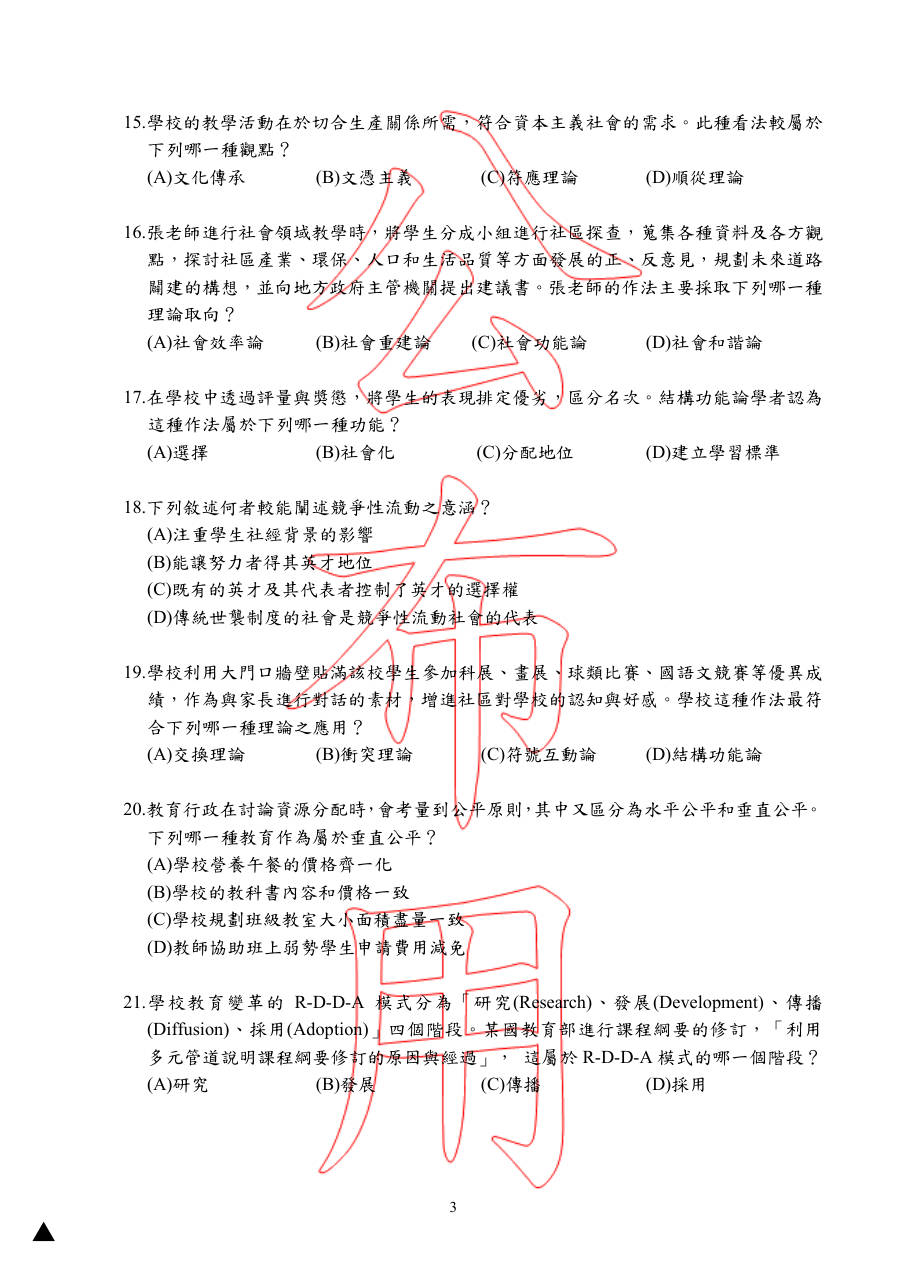 15.學校的教學活動在於切合生產關係所需，符合資本主義社會的需求。此種看法較屬於
下列哪一種觀點？
(A)文化傳承 (B)文憑主義 (C)符應理論 (D)順從理論
16.張老師進行社會領域教學時，將學生分成小組進行社區探查，蒐集各種資料及各方觀
點，探討社區產業、環保、人口和生活品質等方面發展的正、反意見，規劃未來道路
關建的構想，並向地方政府主管機關提出建議書。張老師的作法主要採取下列哪一種
理論取向？
(A)社會效率論 (B)社會重建論 (C)社會功能論 (D)社會和諧論
17.在學校中透過評量與獎懲，將學生的表現排定優劣，區分名次。結構功能論學者認為
這種作法屬於下列哪一種功能？
(A)選擇 (B)社會化 (C)分配地位 (D)建立學習標準
18.下列敘述何者較能闡述競爭性流動之意涵？
(A)注重學生社經背景的影響
(B)能讓努力者得其英才地位
(C)既有的英才及其代表者控制了英才的選擇權
(D)傳統世襲制度的社會是競爭性流動社會的代表
19.學校利用大門口牆壁貼滿該校學生參加科展、畫展、球類比賽、國語文競賽等優異成
績，作為與家長進行對話的素材，增進社區對學校的認知與好感。學校這種作法最符
合下列哪一種理論之應用？
(A)交換理論 (B)衝突理論 (C)符號互動論 (D)結構功能論
20.教育行政在討論資源分配時，會考量到公平原則，其中又區分為水平公平和垂直公平。
下列哪一種教育作為屬於垂直公平？
(A)學校營養午餐的價格齊一化
(B)學校的教科書內容和價格一致
(C)學校規劃班級教室大小面積盡量一致
(D)教師協助班上弱勢學生申請費用減免
21.學校教育變革的 R-D-D-A 模式分為「研究(Research)、發展(Development)、傳播
(Diffusion)、採用(Adoption)」四個階段。某國教育部進行課程綱要的修訂，「利用
多元管道說明課程綱要修訂的原因與經過」， 這屬於 R-D-D-A 模式的哪一個階段？
(A)研究 (B)發展 (C)傳播 (D)採用
公布用
3